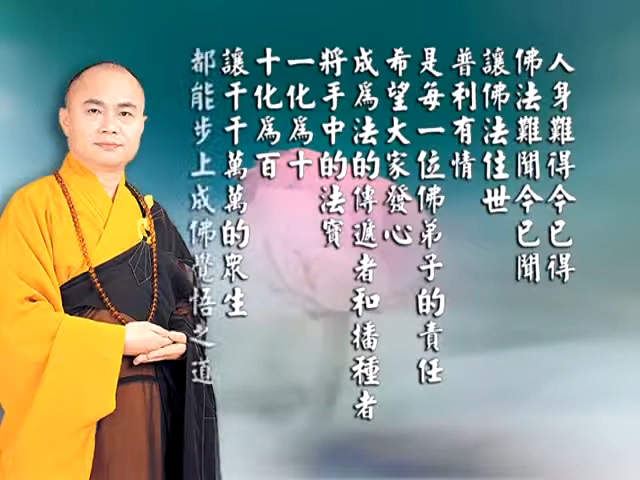 人身難得今已得
佛法難聞今已聞
讓佛法住世
普利有情
是每一位佛弟子的責任
希望大家發心
成為法的傳遞者和播種者
將手中的法寶
一化為十
十化為百
讓千千萬萬的眾生
都能步上成佛覺悟之道